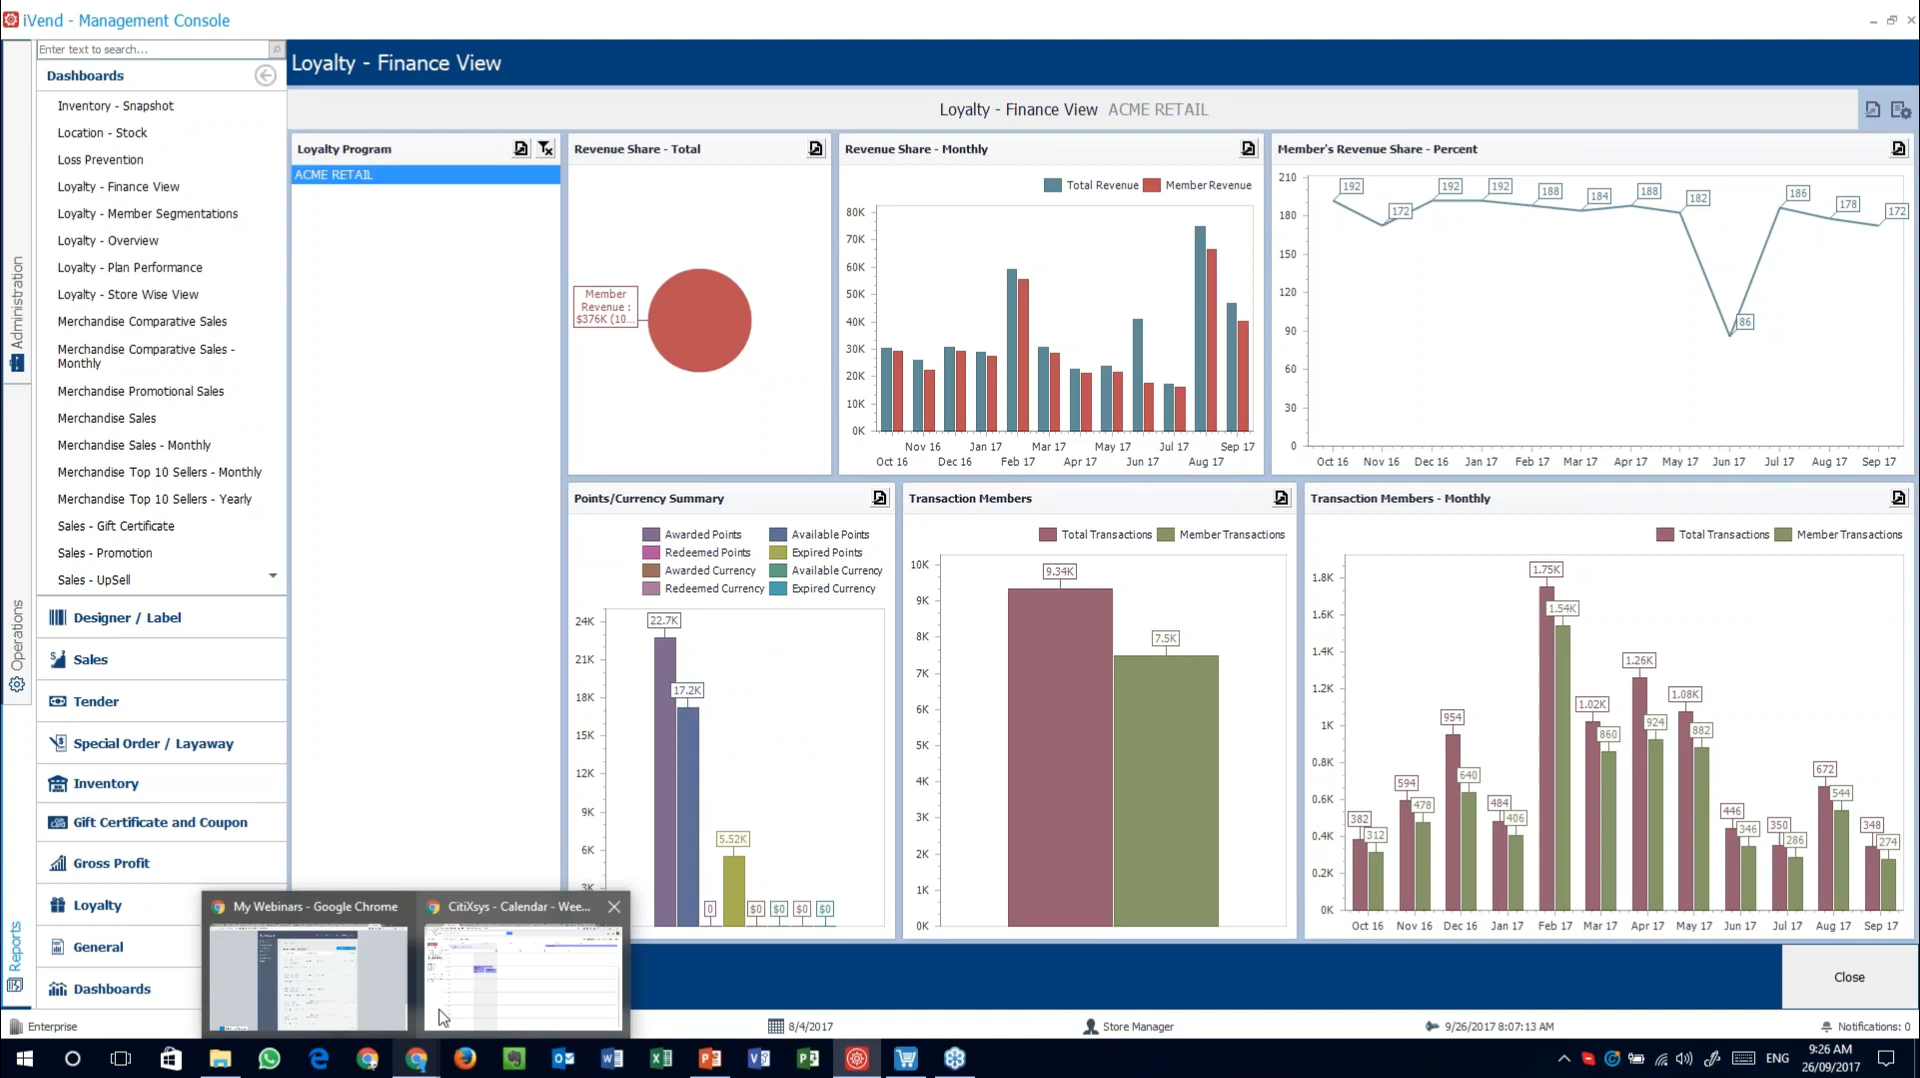 iVend - Management Console
Enter text to search...
Dashboards
Inventory - Snapshot
Location - Stock
Loss Prevention
Loyalty - Finance View
Loyalty - Member Segmentations
Loyalty - Overview
Loyalty - Plan Performance
Loyalty - Store Wise View
Merchandise Comparative Sales
Merchandise Comparative Sales -
Monthly
Merchandise Promotional Sales
Merchandise Sales
Merchandise Sales - Monthly
Merchandise Top 10 Sellers - Monthly
Merchandise Top 10 Sellers - Yearly
Sales - Gift Certificate
Sales - Promotion
Sales - UpSell
Designer / Label
Sales
Tender
Special Order / Layaway
Inventory
Gift Certificate and Coupon
Gross Profit
Loyalty
General
Dashboards
Administration
Operations
Reports
Loyalty - Finance View
Loyalty - Finance View ACME RETAIL
Loyalty Program
ACME RETAIL
Revenue Share - Total
Member
Revenue :
$376K (10...
Revenue Share - Monthly
Total Revenue Member Revenue
80K
70K
60K
50K
40K
30K
20K
10K
0K
Nov 16 Jan 17 Mar 17 May 17 Jul 17 Sep 17
Oct 16 Dec 16 Feb 17 Apr 17 Jun 17 Aug 17
Member's Revenue Share - Percent
210
180
150
120
90
60
30
0
192 172 192 192 188 184 188 182 86 186 178 172
Oct 16 Nov 16 Dec 16 Jan 17 Feb 17 Mar 17 Apr 17 May 17 Jun 17 Jul 17 Aug 17 Sep 17
Points/Currency Summary
Awarded Points Available Points
Redeemed Points Expired Points
Awarded Currency Available Currency
Redeemed Currency Expired Currency
24K
21K
18K
15K
12K
9K
6K
3K
22.7K 17.2K 0 5.52K $0 $0 $0 $0
Transaction Members
Total Transactions Member Transactions
10K
9K
8K
7K
6K
5K
4K
3K
2K
1K
0K
9.34K 7.5K
Transaction Members - Monthly
Total Transactions Member Transactions
1.8K
1.6K
1.4K
1.2K
1K
0.8K
0.6K
0.4K
0.2K
0K
382 312 594 478 954 640 484 406 1.75K 1.54K 1.02K 860 1.26K 924 1.08K 882 446 346 350 286 672 544 348 274
Oct 16 Nov 16 Dec 16 Jan 17 Feb 17 Mar 17 Apr 17 May 17 Jun 17 Jul 17 Aug 17 Sep 17
My Webinars - Google Chrome
CitiXsys - Calendar - Wee...
Close
Enterprise
8/4/2017
Store Manager
9/26/2017 8:07:13 AM
Notifications: 0
ENG
9:26 AM
26/09/2017